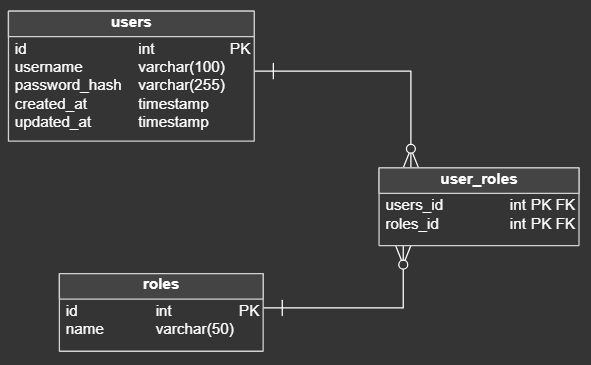 users
id int PK
username varchar(100)
password_hash varchar(255)
created_at timestamp
updated_at timestamp
user_roles
users_id int PK FK
roles_id int PK FK
roles
id int PK
name varchar(50)